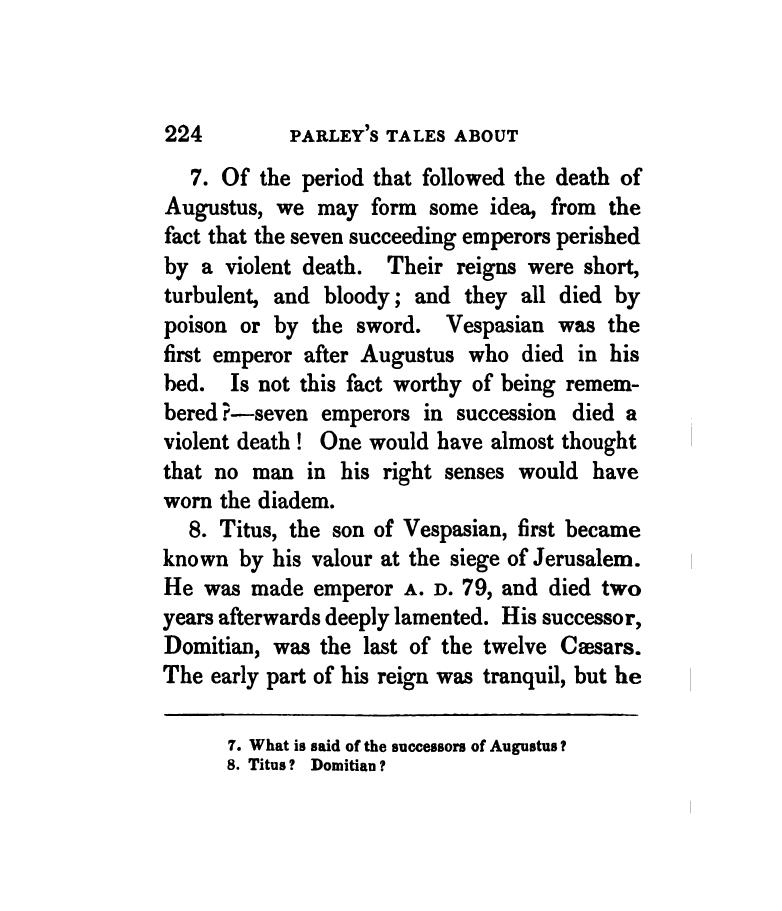 224 PARLEY'S TALES ABOUT
7. Of the period that followed the death of
Augustus, we may form some idea, from the
fact that the seven succeeding emperors perished
by a violent death. Their reigns were short,
turbulent, and bloody; and they all died by
poison or by the sword. Vespasian was the
first emperor after Augustus who died in his
bed. Is not this fact worthy of being remem-
bered?—seven emperors in succession died a
violent death! One would have almost thought
that no man in his right senses would have
worn the diadem.
8. Titus, the son of Vespasian, first became
known by his valour at the siege of Jerusalem.
He was made emperor A. D. 79, and died two
years afterwards deeply lamented. His successor,
Domitian, was the last of the twelve Cæsars.
The early part of his reign was tranquil, but he
7. What is said of the successors of Augustus?
8. Titus? Domitian?